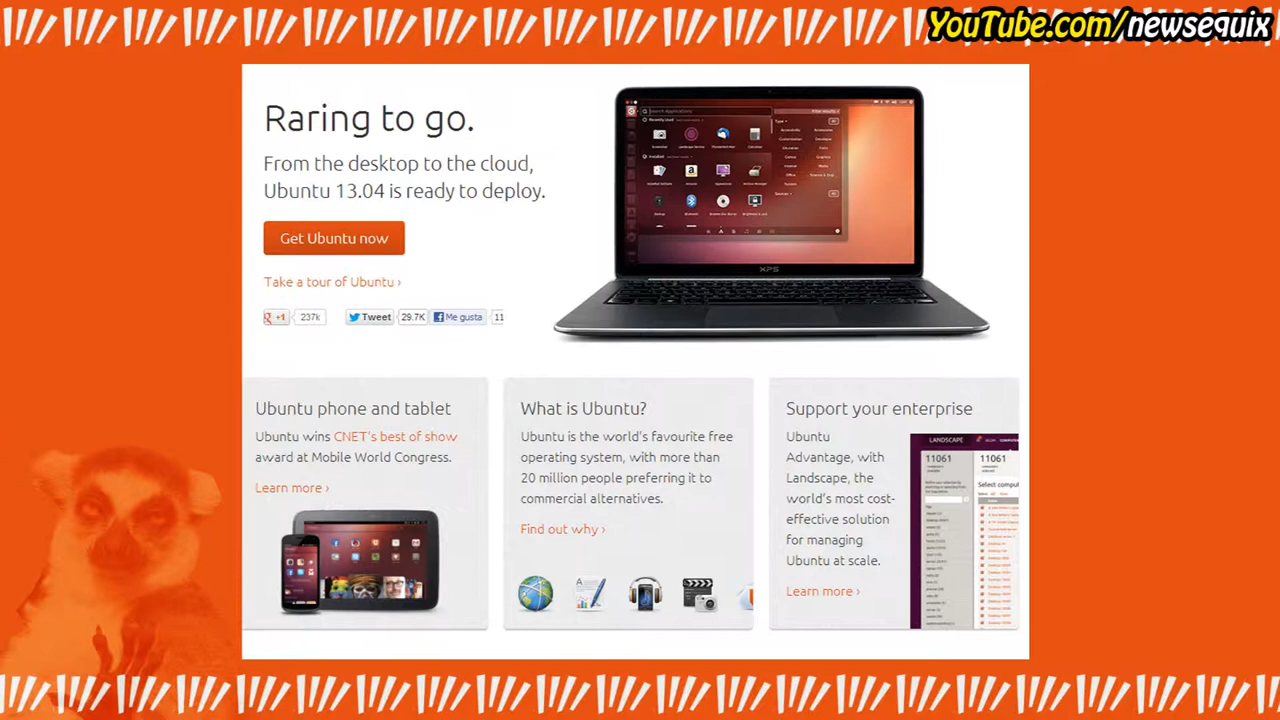 YouTube.com/newsequix
Raring to go.
From the desktop to the cloud,
Ubuntu 13.04 is ready to deploy.
Get Ubuntu now
Take a tour of Ubuntu ›
+1 237k Tweet 29.7K Me gusta 11
XPS
Ubuntu phone and tablet
Ubuntu wins CNET's best of show
award at Mobile World Congress.
Learn more ›
What is Ubuntu?
Ubuntu is the world's favourite free
operating system, with more than
20 million people preferring it to
commercial alternatives.
Find out why ›
Support your enterprise
Ubuntu
Advantage, with
Landscape, the
world's most cost-
effective solution
for managing
Ubuntu at scale.
Learn more ›
LANDSCAPE
11061 11061
Select comput